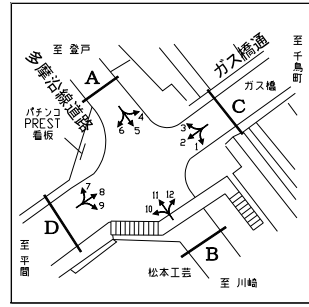 至 登戸
多摩沿線道路
A
ガス橋通
至
千鳥町
ガス橋
C
パチンコ
PREST
看板
4
6
5
3
2
1
7
8
9
11
12
10
D
B
至
平間
松本工芸
至 川崎